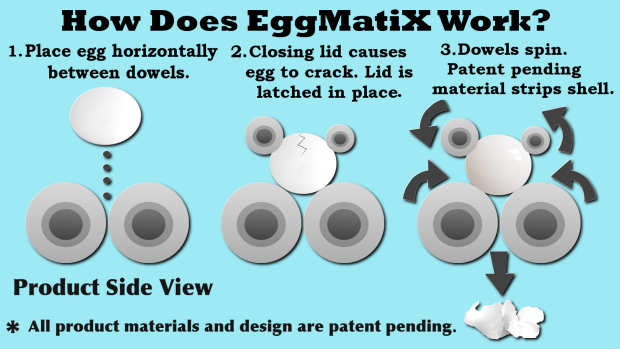 How Does EggMatiX Work?
1.Place egg horizontally
between dowels.
2.Closing lid causes
egg to crack. Lid is
latched in place.
3.Dowels spin.
Patent pending
material strips shell.
Product Side View
* All product materials and design are patent pending.